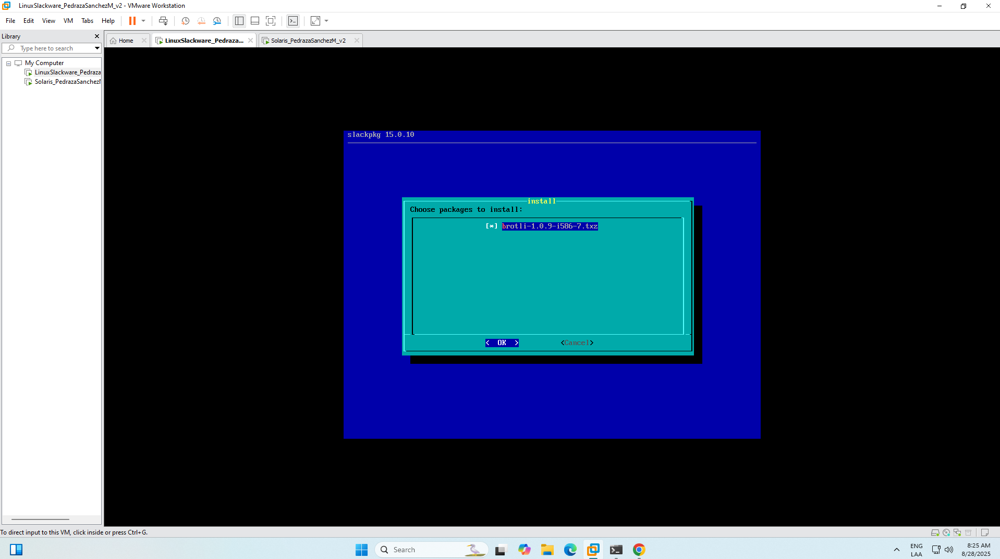 LinuxSlackware_PedrazaSanchezM_v2 - VMware Workstation
File Edit View VM Tabs Help
Library
Home
LinuxSlackware_Pedraza...
Solaris_PedrazaSanchezM_v2
Type here to search
My Computer
LinuxSlackware_Pedraza
Solaris_PedrazaSanchezM
slackpkg 15.0.10
install
Choose packages to install:
[*] brotli-1.0.9-i586-7.txz
< OK > <Cancel>
To direct input to this VM, click inside or press Ctrl+G.
Search
ENG
LAA
8:25 AM
8/28/2025